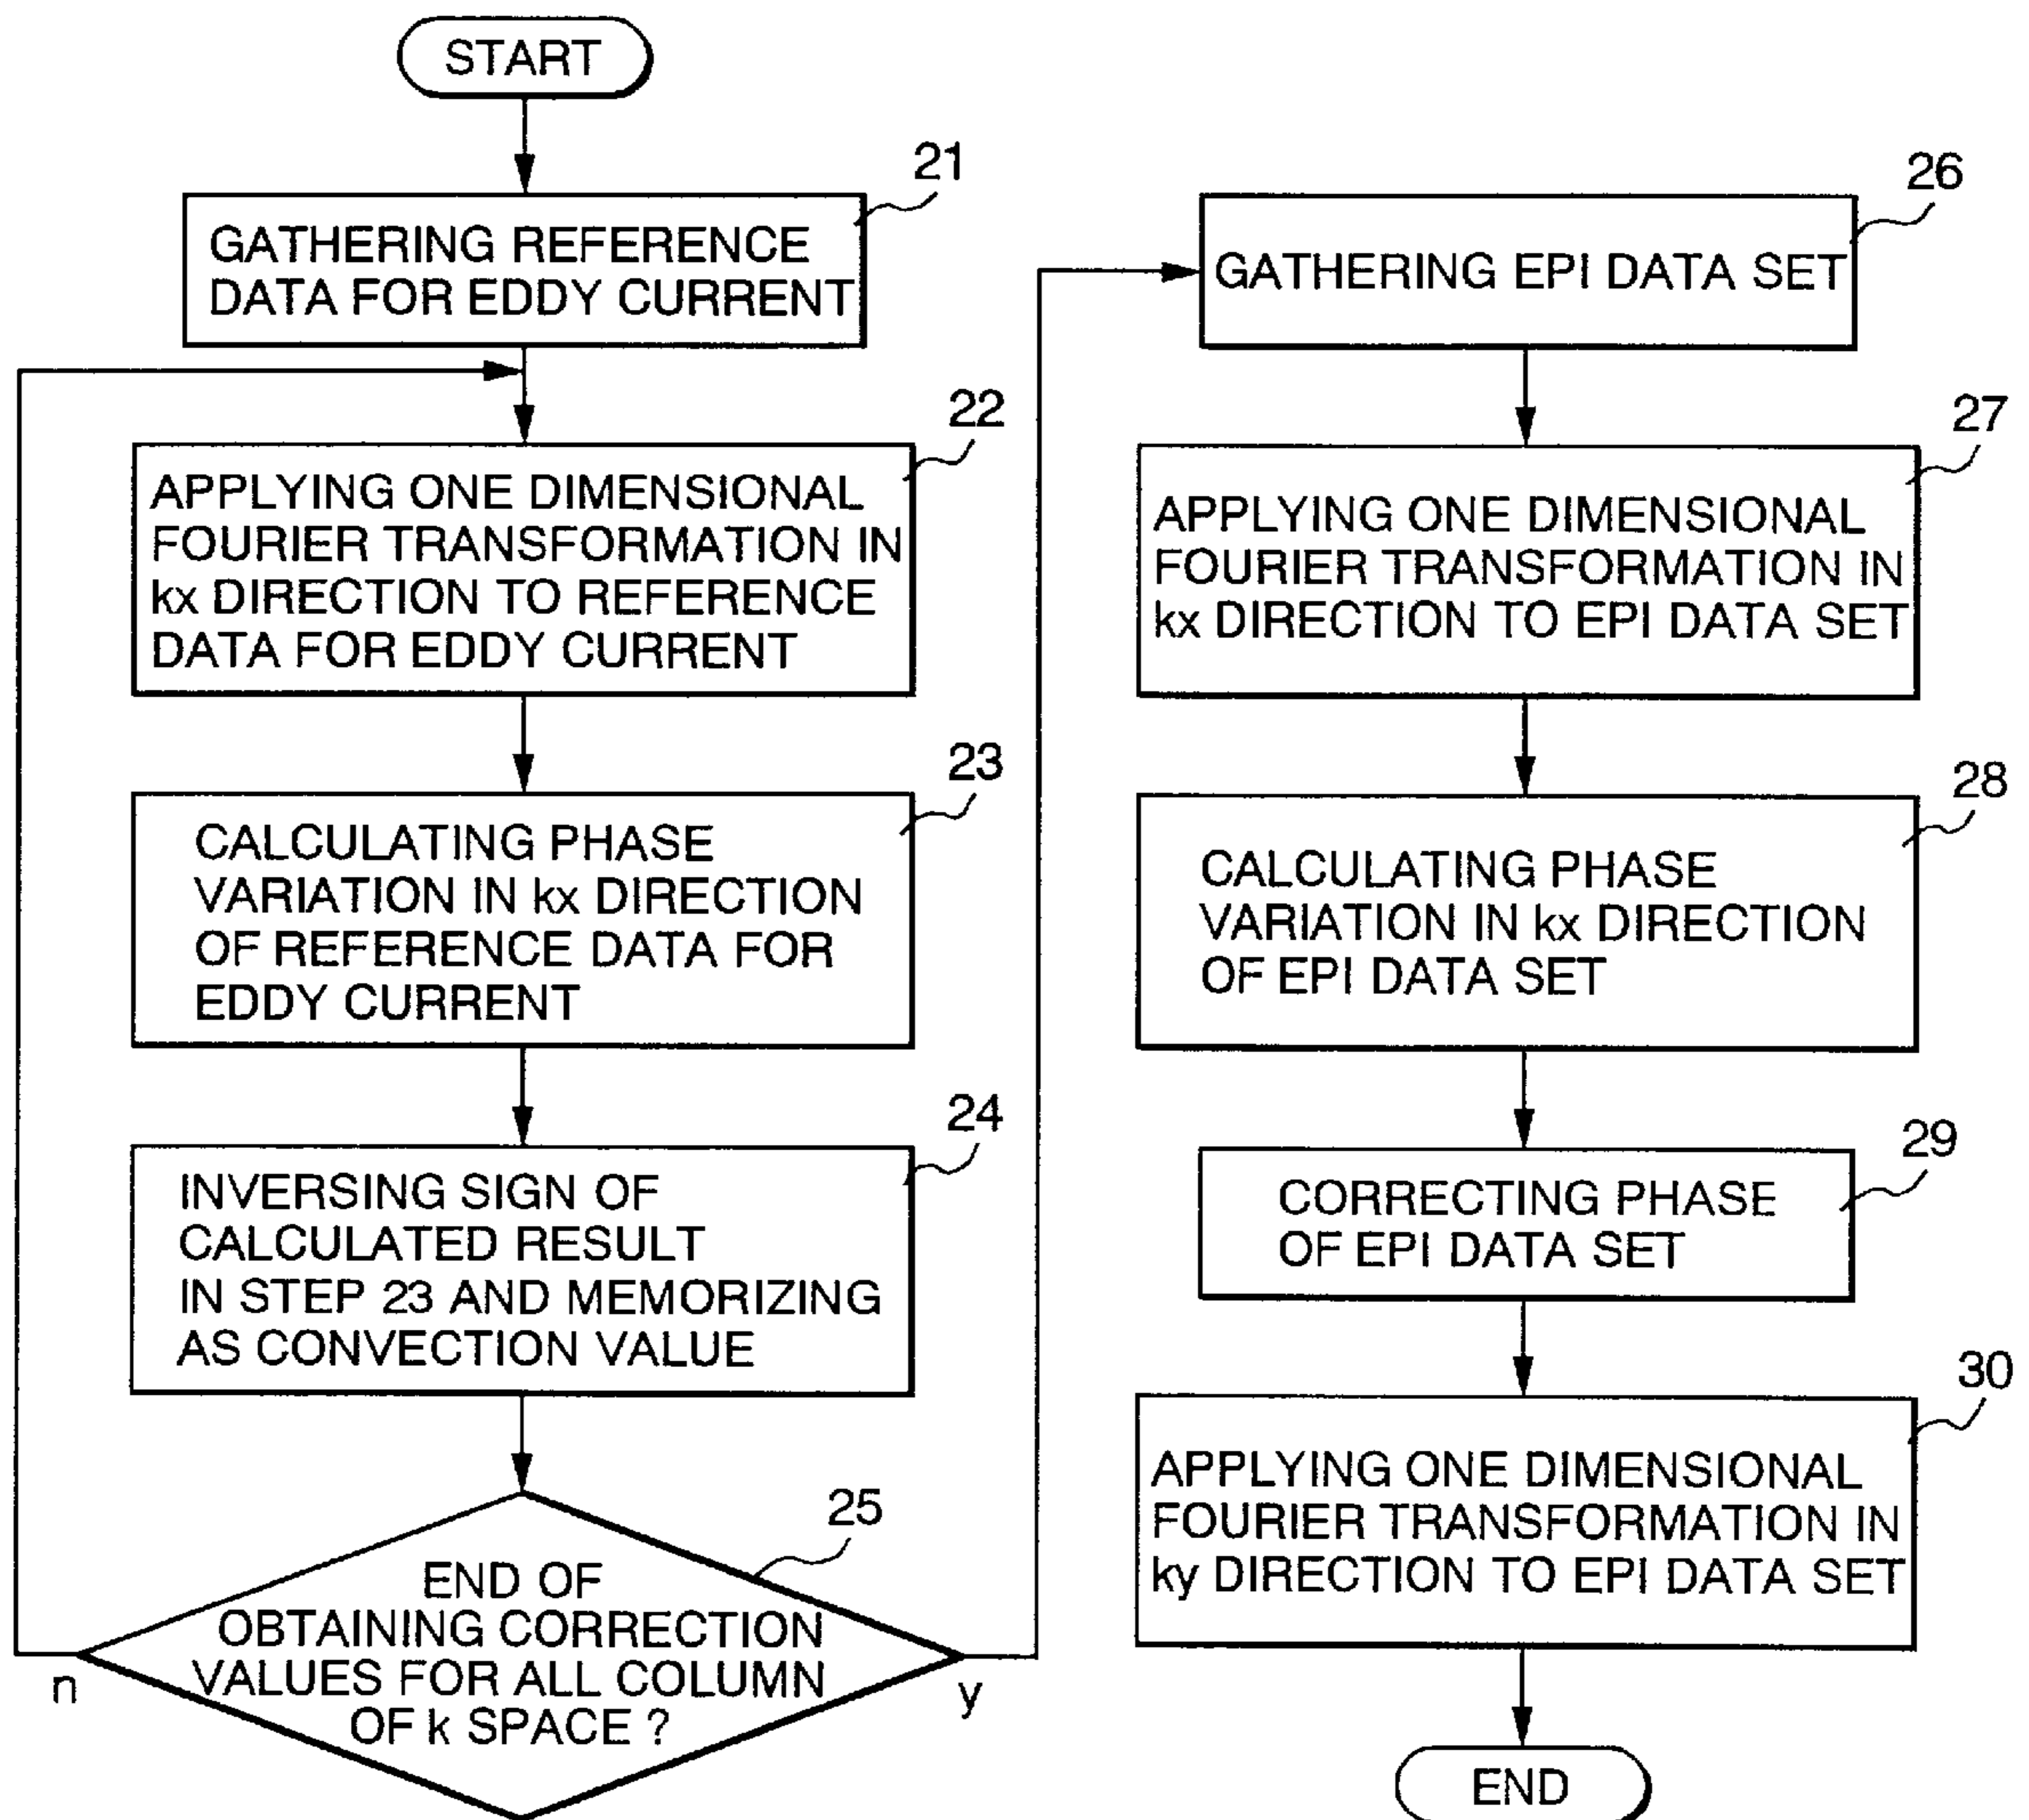 START
21
GATHERING REFERENCE
DATA FOR EDDY CURRENT
22
APPLYING ONE DIMENSIONAL
FOURIER TRANSFORMATION IN
kx DIRECTION TO REFERENCE
DATA FOR EDDY CURRENT
23
CALCULATING PHASE
VARIATION IN kx DIRECTION
OF REFERENCE DATA FOR
EDDY CURRENT
24
INVERSING SIGN OF
CALCULATED RESULT
IN STEP 23 AND MEMORIZING
AS CONVECTION VALUE
25
END OF
OBTAINING CORRECTION
VALUES FOR ALL COLUMN
OF k SPACE ?
n
y
26
GATHERING EPI DATA SET
27
APPLYING ONE DIMENSIONAL
FOURIER TRANSFORMATION IN
kx DIRECTION TO EPI DATA SET
28
CALCULATING PHASE
VARIATION IN kx DIRECTION
OF EPI DATA SET
29
CORRECTING PHASE
OF EPI DATA SET
30
APPLYING ONE DIMENSIONAL
FOURIER TRANSFORMATION IN
ky DIRECTION TO EPI DATA SET
END